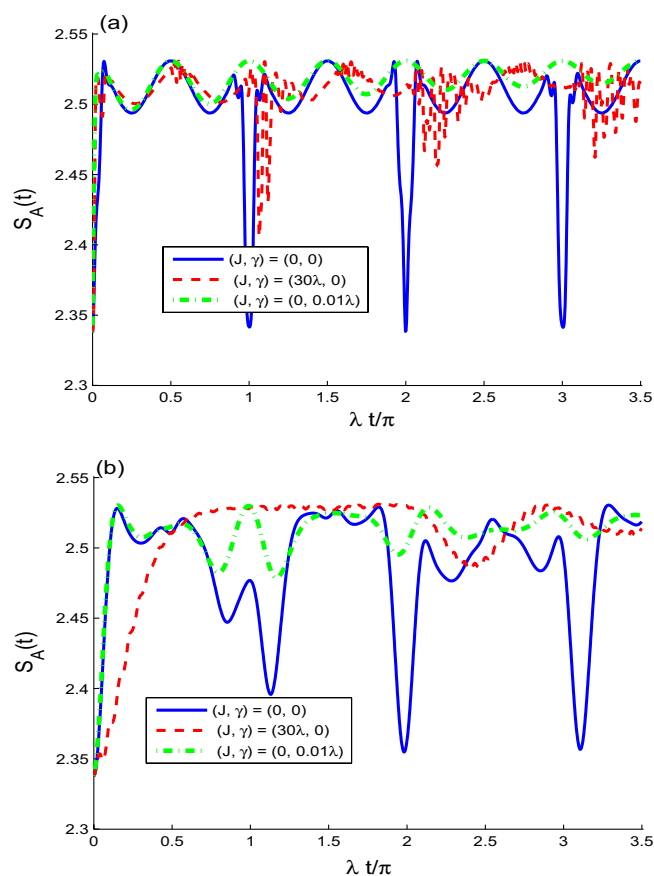 (a)
2.55
2.5
2.45
2.4
2.35
2.3
S_A(t)
(J, γ) = (0, 0)
(J, γ) = (30λ, 0)
(J, γ) = (0, 0.01λ)
0 0.5 1 1.5 2 2.5 3 3.5
λ t/π
(b)
2.55
2.5
2.45
2.4
2.35
2.3
S_A(t)
(J, γ) = (0, 0)
(J, γ) = (30λ, 0)
(J, γ) = (0, 0.01λ)
0 0.5 1 1.5 2 2.5 3 3.5
λ t/π